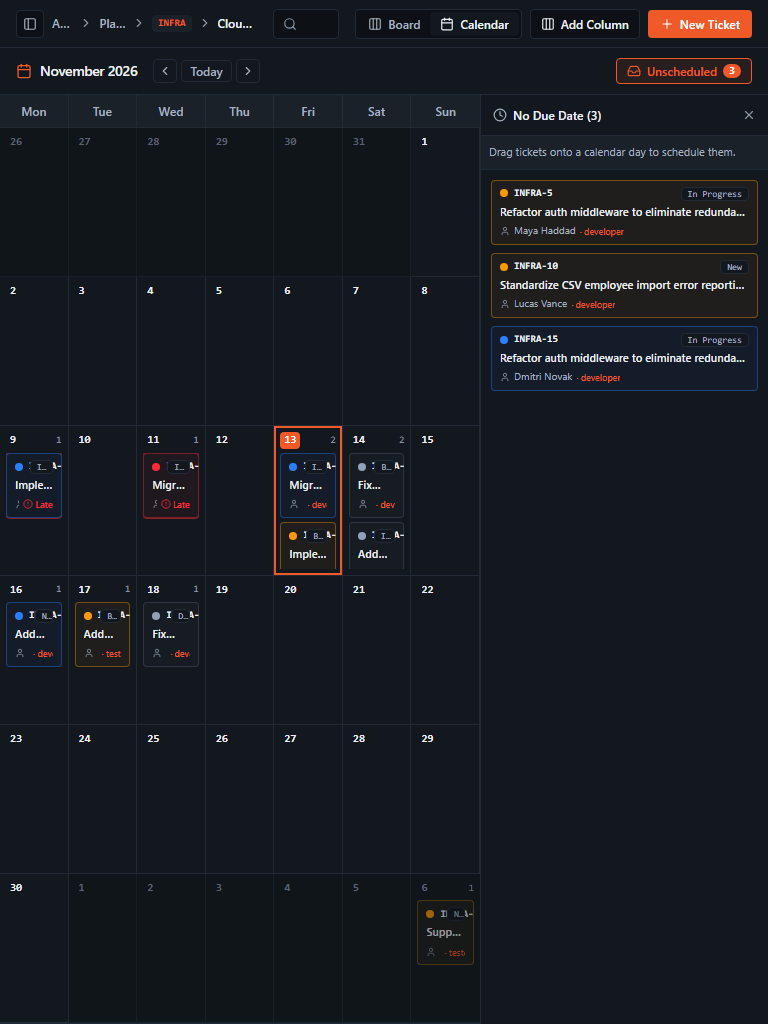 A... Pla... INFRA Clou... Board Calendar Add Column New Ticket
November 2026 Today Unscheduled 3
Mon Tue Wed Thu Fri Sat Sun
No Due Date (3)
Drag tickets onto a calendar day to schedule them.
INFRA-5 In Progress
Refactor auth middleware to eliminate redunda...
Maya Haddad · developer
INFRA-10 New
Standardize CSV employee import error reporti...
Lucas Vance · developer
INFRA-15 In Progress
Refactor auth middleware to eliminate redunda...
Dmitri Novak · developer
26 27 28 29 30 31 1
2 3 4 5 6 7 8
9 1 10 11 1 12 13 2 14 2 15
I... I... I... B...
Imple... Migr... Migr... Fix...
Late Late · dev · dev
B... I...
Imple... Add...
16 1 17 1 18 1 19 20 21 22
N... B... D...
Add... Add... Fix...
· dev · test · dev
23 24 25 26 27 28 29
30 1 2 3 4 5 6 1
N...
Supp...
· test